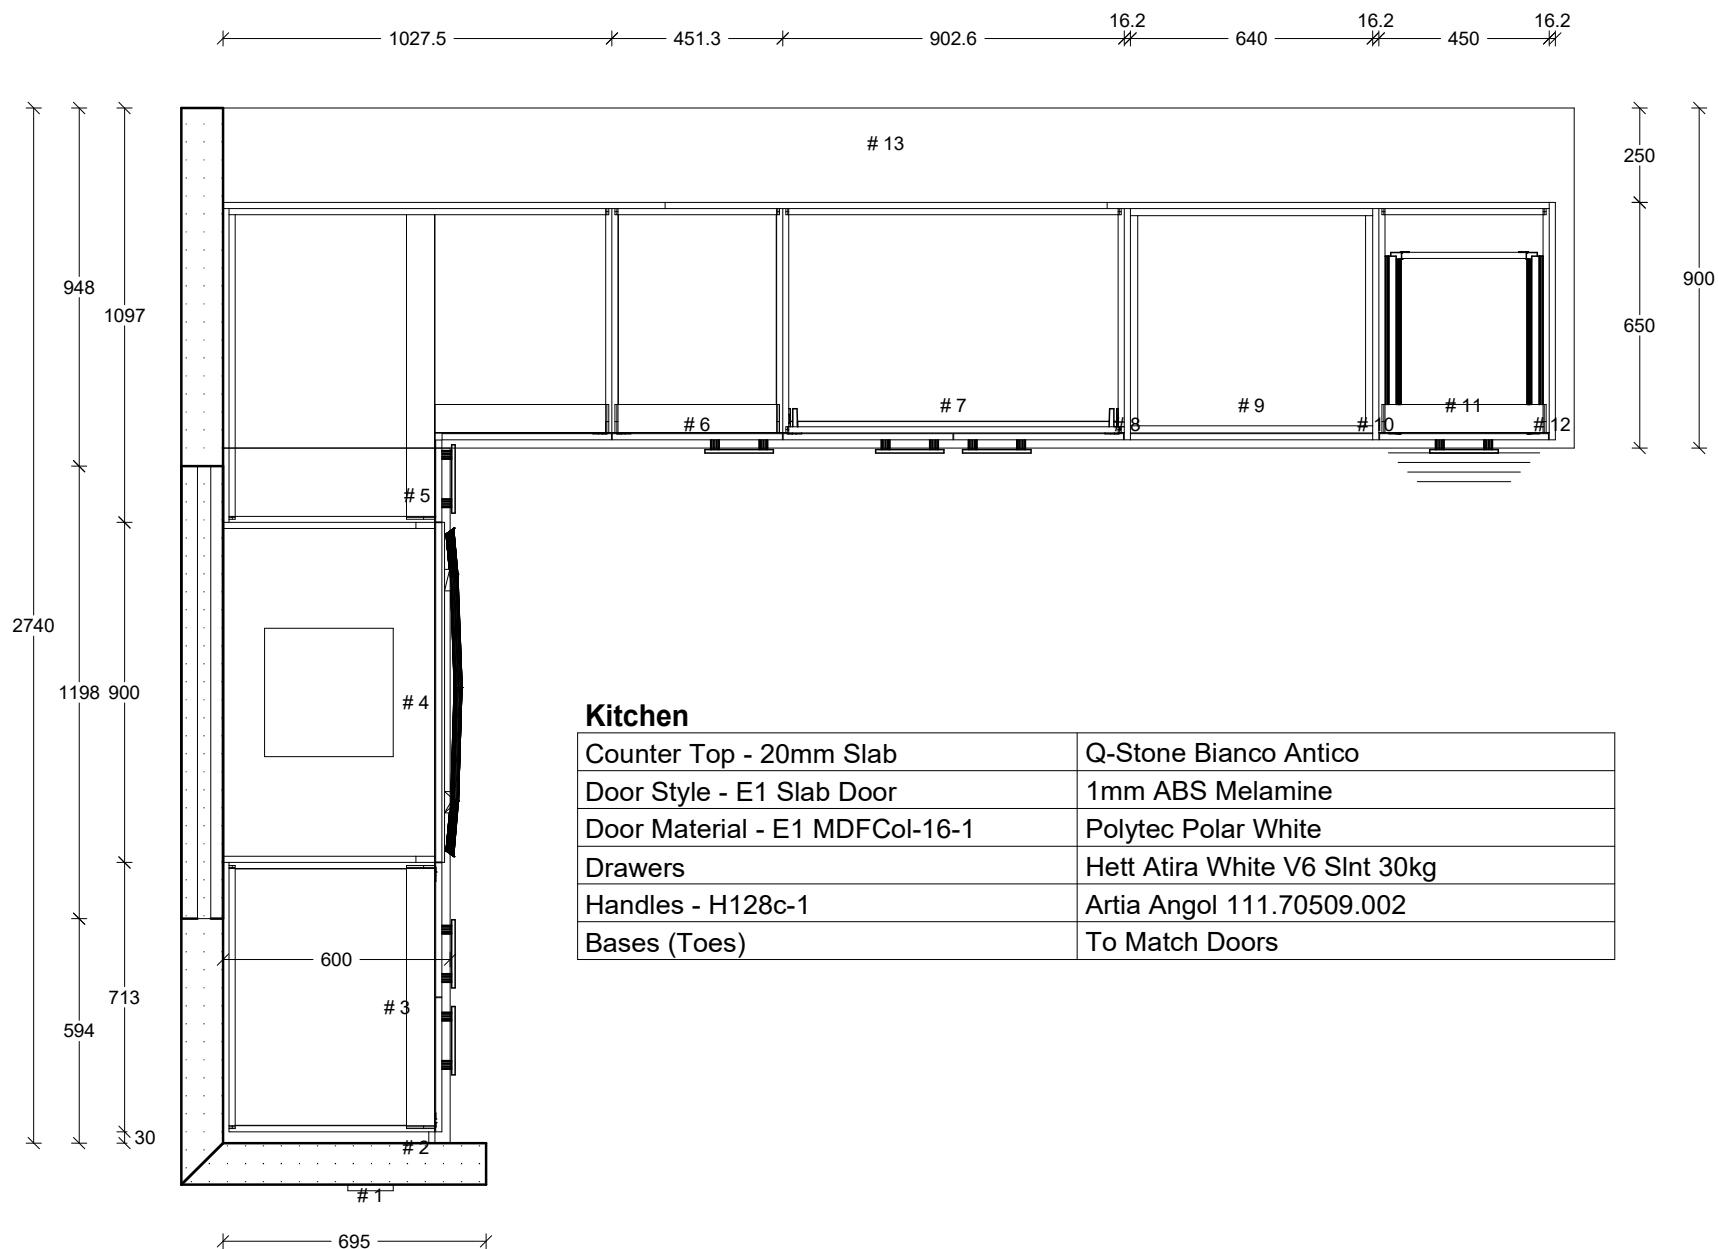 16.2 16.2 16.2
1027.5 451.3 902.6 640 450
# 13
250
948
1097
900
650
# 7 # 9 # 11
# 6 # 8 # 10 # 12
# 5
2740
1198 900
# 4
Kitchen
Counter Top - 20mm Slab Q-Stone Bianco Antico
Door Style - E1 Slab Door 1mm ABS Melamine
Door Material - E1 MDFCol-16-1 Polytec Polar White
Drawers Hett Atira White V6 Slnt 30kg
Handles - H128c-1 Artia Angol 111.70509.002
Bases (Toes) To Match Doors
600
713
# 3
594
30
# 2
# 1
695